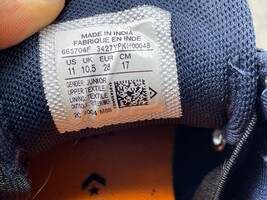 MADE IN INDIA
FABRIQUE EN INDE
665704F 3427YPKH00048
US UK EUR CM
11 10.5 28 17
GENDER: JUNIOR
UPPER:TEXTILE
LINING:TEXTILE